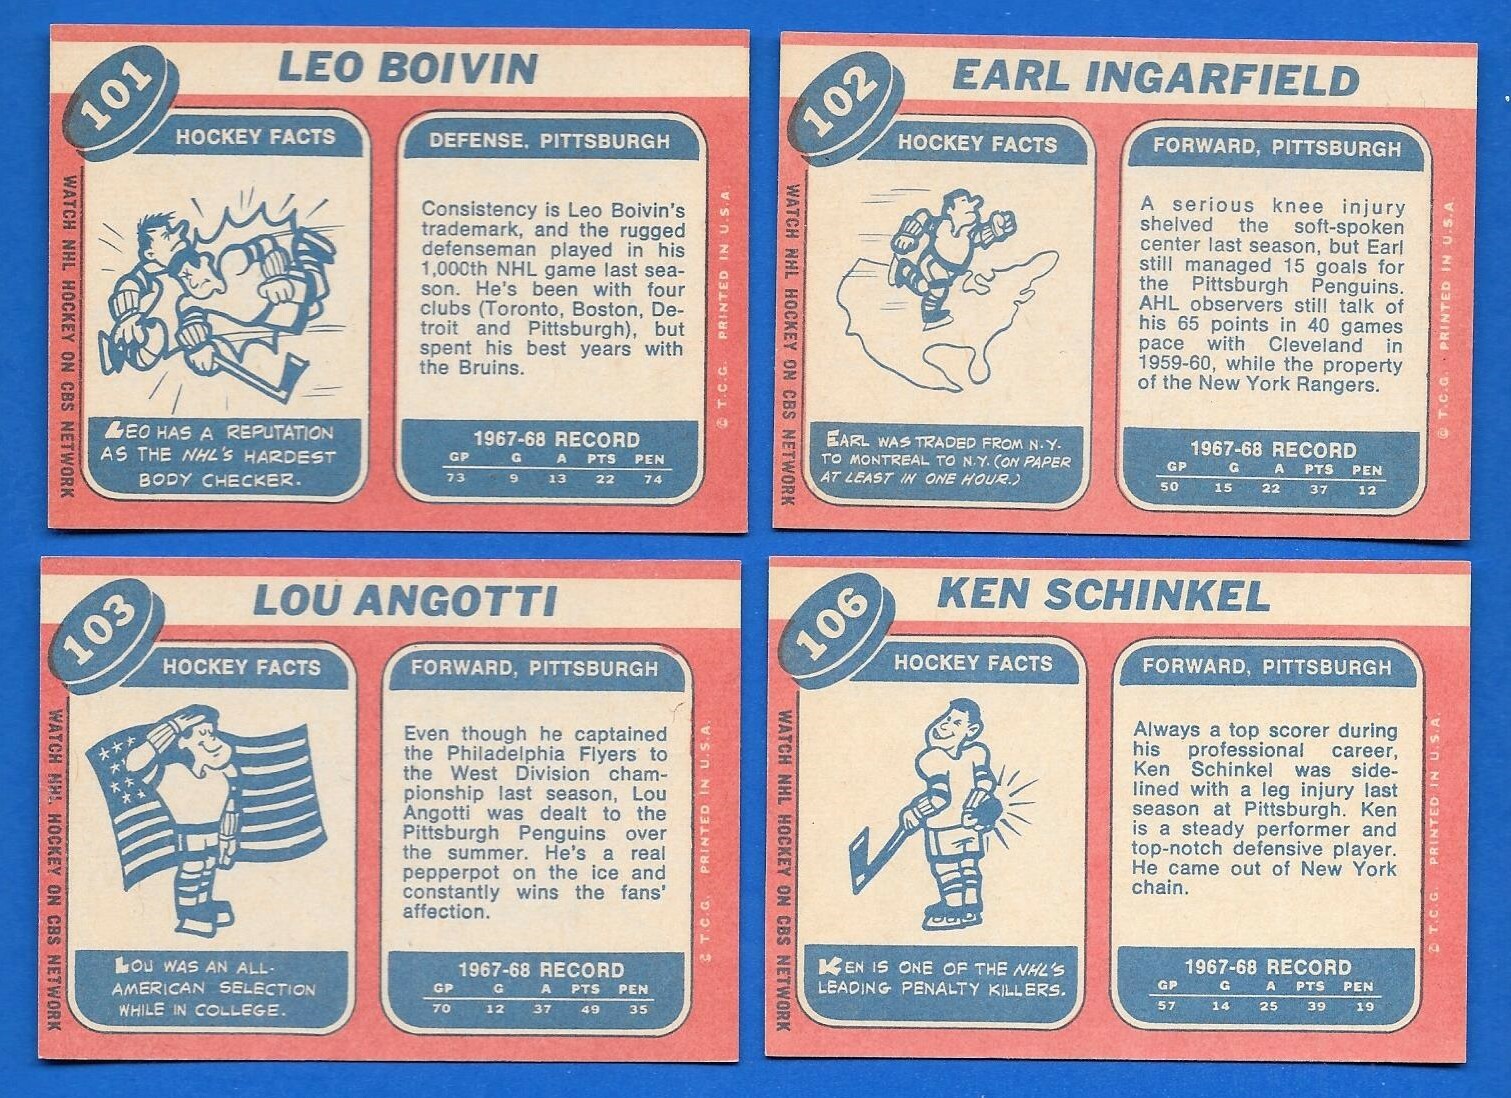 LEO BOIVIN
101
HOCKEY FACTS
LEO HAS A REPUTATION
AS THE NHL'S HARDEST
BODY CHECKER.
WATCH NHL HOCKEY ON CBS NETWORK
DEFENSE, PITTSBURGH
Consistency is Leo Boivin's
trademark, and the rugged
defenseman played in his
1,000th NHL game last sea-
son. He's been with four
clubs (Toronto, Boston, De-
troit and Pittsburgh), but
spent his best years with
the Bruins.
1967-68 RECORD
GP G A PTS PEN
73 9 13 22 74
© T.C.G. PRINTED IN U.S.A
EARL INGARFIELD
102
HOCKEY FACTS
EARL WAS TRADED FROM N.Y.
TO MONTREAL TO N.Y. (ON PAPER
AT LEAST IN ONE HOUR.)
WATCH NHL HOCKEY ON CBS NETWORK
FORWARD, PITTSBURGH
A serious knee injury
shelved the soft-spoken
center last season, but Earl
still managed 15 goals for
the Pittsburgh Penguins.
AHL observers still talk of
his 65 points in 40 games
pace with Cleveland in
1959-60, while the property
of the New York Rangers.
1967-68 RECORD
GP G A PTS PEN
50 15 22 37 12
© T.C.G. PRINTED IN U.S.A
LOU ANGOTTI
103
HOCKEY FACTS
LOU WAS AN ALL-
AMERICAN SELECTION
WHILE IN COLLEGE.
WATCH NHL HOCKEY ON CBS NETWORK
FORWARD, PITTSBURGH
Even though he captained
the Philadelphia Flyers to
the West Division cham-
pionship last season, Lou
Angotti was dealt to the
Pittsburgh Penguins over
the summer. He's a real
pepperpot on the ice and
constantly wins the fans'
affection.
1967-68 RECORD
GP G A PTS PEN
70 12 37 49 35
© T.C.G. PRINTED IN U.S.A.
KEN SCHINKEL
106
HOCKEY FACTS
KEN IS ONE OF THE NHL'S
LEADING PENALTY KILLERS.
WATCH NHL HOCKEY ON CBS NETWORK
FORWARD, PITTSBURGH
Always a top scorer during
his professional career,
Ken Schinkel was side-
lined with a leg injury last
season at Pittsburgh. Ken
is a steady performer and
top-notch defensive player.
He came out of New York
chain.
1967-68 RECORD
GP G A PTS PEN
57 14 25 39 19
© T.C.G. PRINTED IN U.S.A.